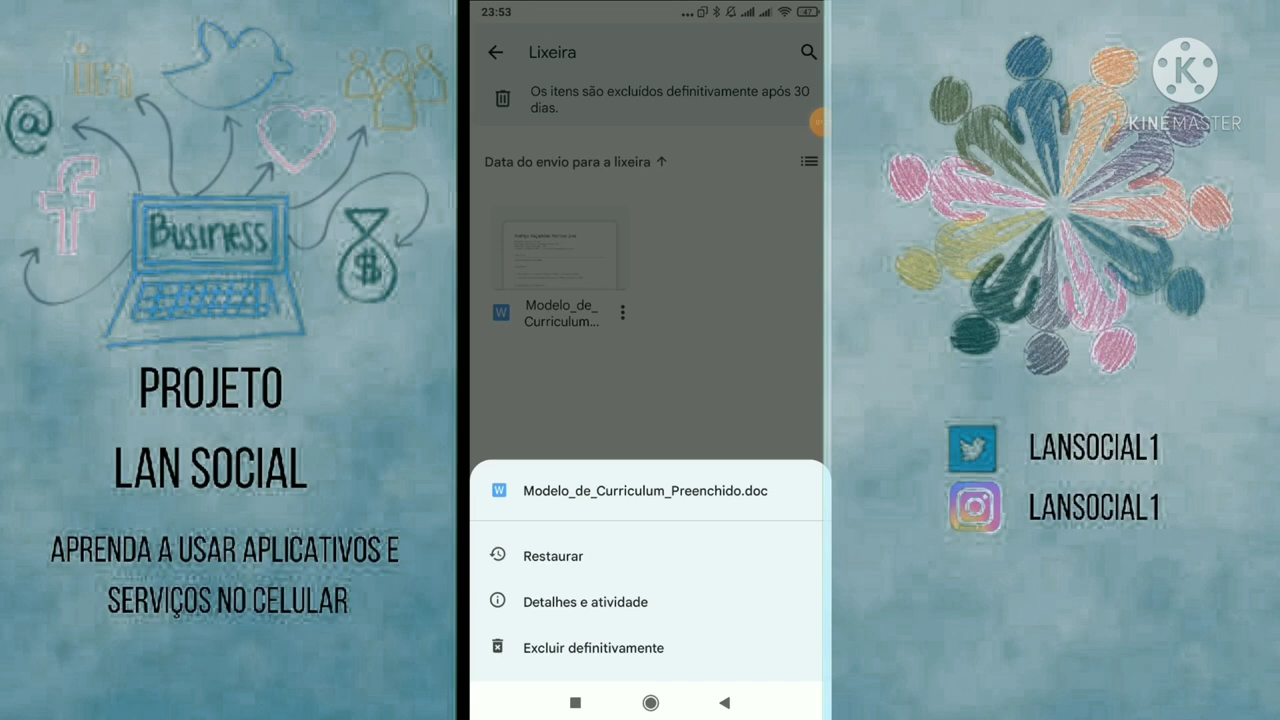 in
@
f
Business
$
PROJETO
LAN SOCIAL
APRENDA A USAR APLICATIVOS E
SERVIÇOS NO CELULAR
23:53
47
Lixeira
Os itens são excluídos definitivamente após 30
dias.
Data do envio para a lixeira
W
Modelo_de_
Curriculum...
W
Modelo_de_Curriculum_Preenchido.doc
Restaurar
Detalhes e atividade
Excluir definitivamente
K
KINEMASTER
LANSOCIAL1
LANSOCIAL1